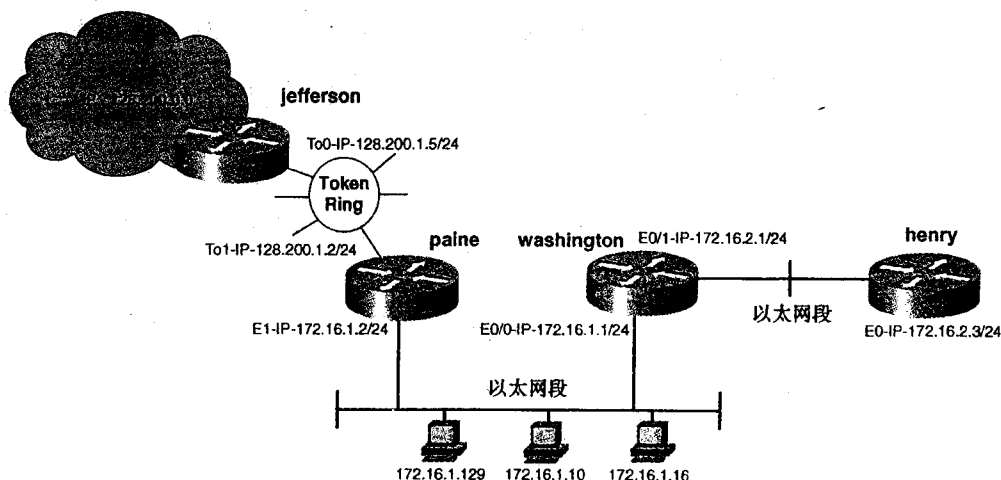 jefferson
To0-IP-128.200.1.5/24
Token
Ring
To1-IP-128.200.1.2/24
paine
washington
E0/1-IP-172.16.2.1/24
henry
以太网段
E1-IP-172.16.1.2/24
E0/0-IP-172.16.1.1/24
E0-IP-172.16.2.3/24
以太网段
172.16.1.129
172.16.1.10
172.16.1.16